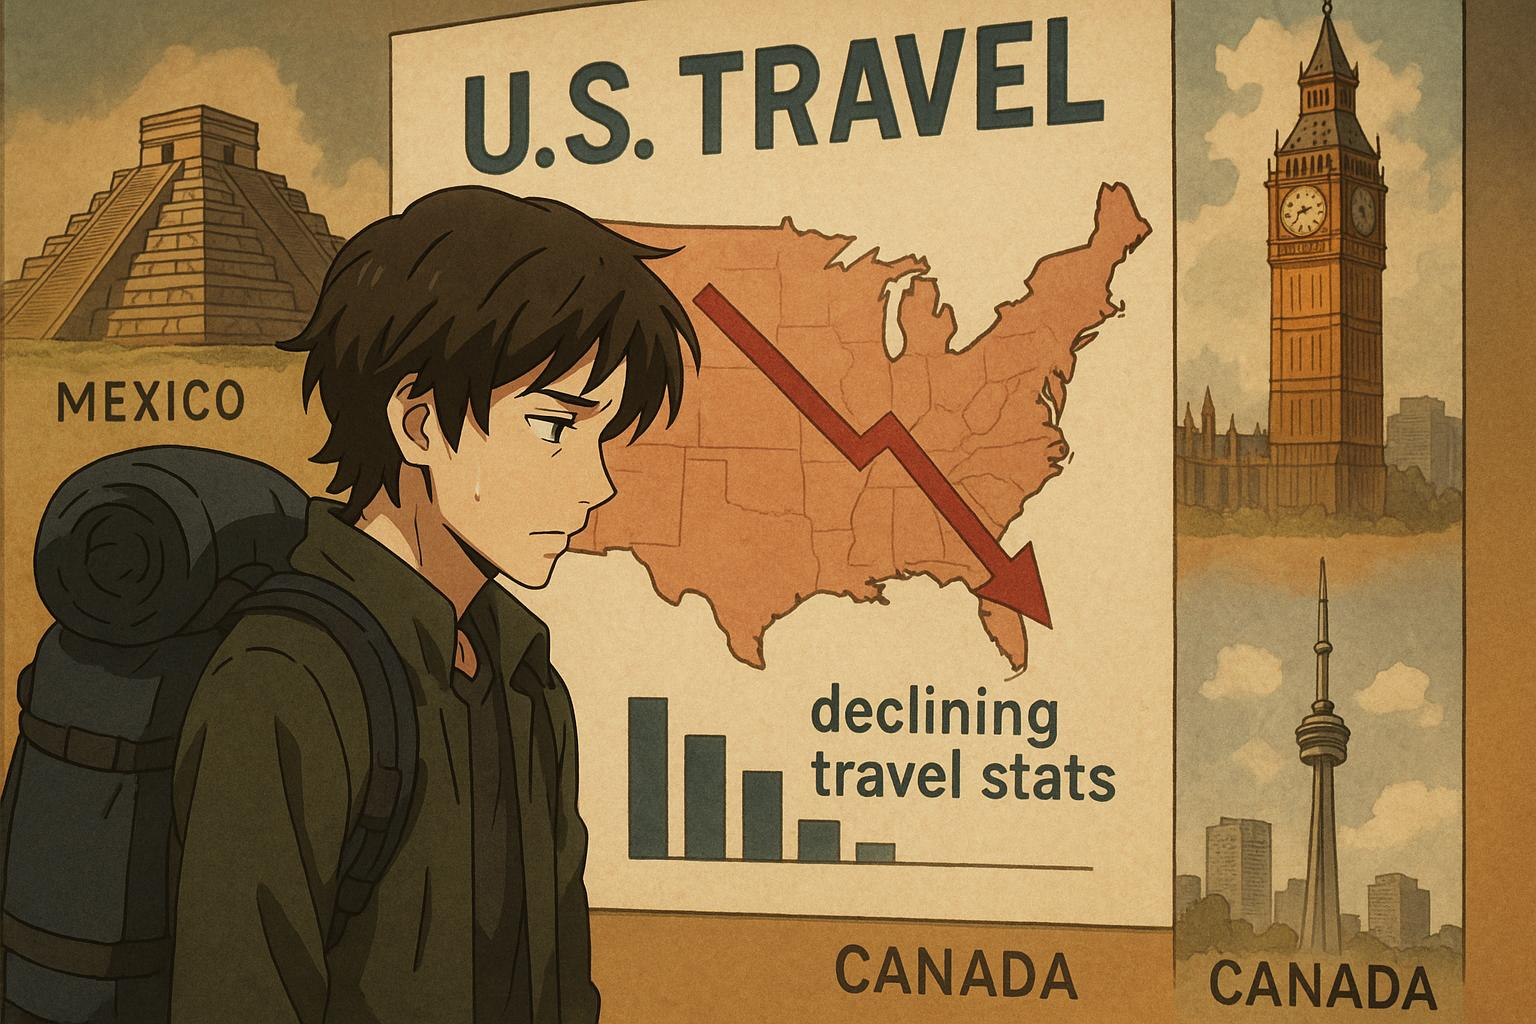 U.S. TRAVEL
MEXICO
declining
travel stats
CANADA
CANADA